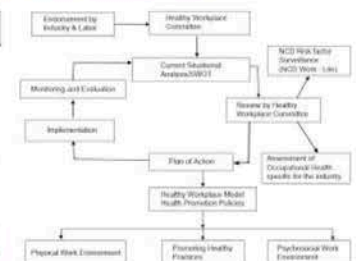 Endorsement by
Industry & Labor
Healthy Workplace
Committee
Current Situational
Analysis/SWOT
NCD Risk factor
Surveillance
(NCD Work - Life)
Monitoring and Evaluation
Review by Healthy
Workplace Committee
Implementation
Plan of Action
Assessment of
Occupational Health
specific for the industry
Healthy Workplace Model
Health Promotion Policies
Physical Work Environment
Promoting Healthy
Practices
Psychosocial Work
Environment